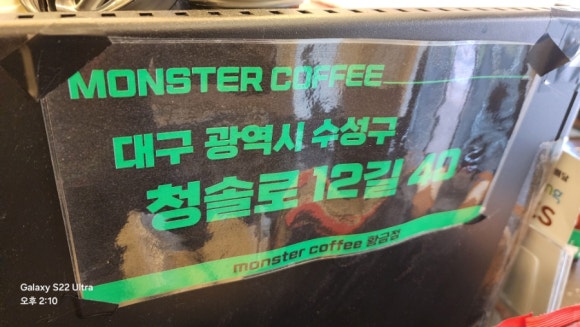 MONSTER COFFEE
대구 광역시 수성구
청솔로 12길 40
monster coffee 황금점
Galaxy S22 Ultra
오후 2:10